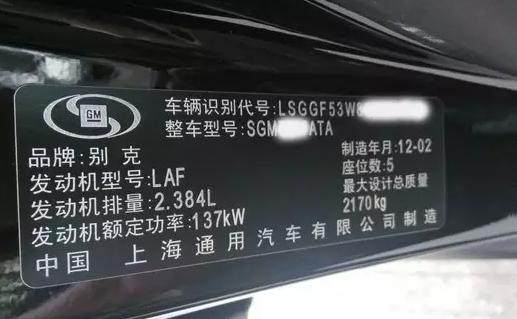 GM
车辆识别代号:LSGGF53W8
整车型号:SGM ATA
品牌:别克
制造年月:12-02
发动机型号:LAF
座位数:5
发动机排量:2.384L
最大设计总质量
发动机额定功率:137kW
2170kg
中国 上海通用汽车有限公司制造